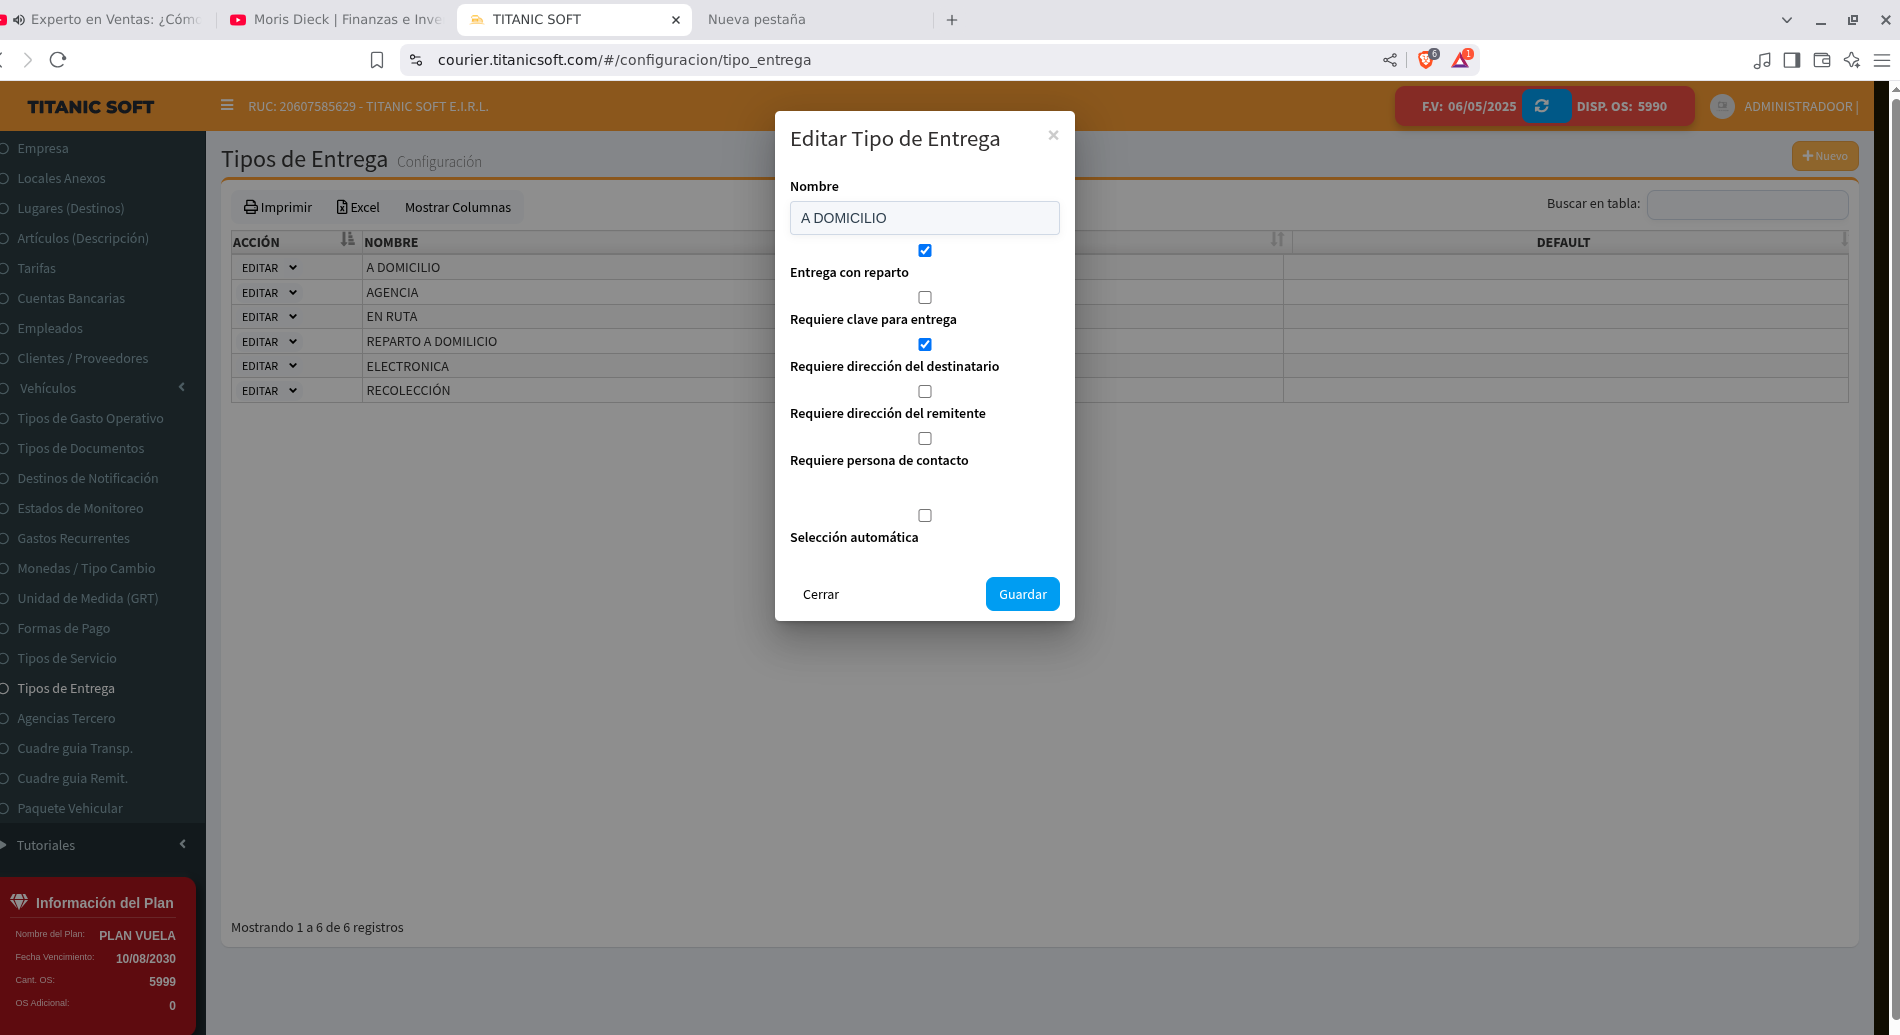 Experto en Ventas: ¿Cómo
Moris Dieck | Finanzas e Inve
TITANIC SOFT
Nueva pestaña
courier.titanicsoft.com/#/configuracion/tipo_entrega
6
1
TITANIC SOFT
RUC: 20607585629 - TITANIC SOFT E.I.R.L.
F.V: 06/05/2025
DISP. OS: 5990
ADMINISTRADOOR |
Empresa
Locales Anexos
Lugares (Destinos)
Artículos (Descripción)
Tarifas
Cuentas Bancarias
Empleados
Clientes / Proveedores
Vehículos
Tipos de Gasto Operativo
Tipos de Documentos
Destinos de Notificación
Estados de Monitoreo
Gastos Recurrentes
Monedas / Tipo Cambio
Unidad de Medida (GRT)
Formas de Pago
Tipos de Servicio
Tipos de Entrega
Agencias Tercero
Cuadre guia Transp.
Cuadre guia Remit.
Paquete Vehicular
Tutoriales
Información del Plan
Nombre del Plan: PLAN VUELA
Fecha Vencimiento: 10/08/2030
Cant. OS: 5999
OS Adicional: 0
Tipos de Entrega Configuración
Nuevo
Imprimir Excel Mostrar Columnas
Buscar en tabla:
ACCIÓN NOMBRE DEFAULT
EDITAR A DOMICILIO
EDITAR AGENCIA
EDITAR EN RUTA
EDITAR REPARTO A DOMILICIO
EDITAR ELECTRONICA
EDITAR RECOLECCIÓN
Mostrando 1 a 6 de 6 registros
Editar Tipo de Entrega
×
Nombre
A DOMICILIO
Entrega con reparto
Requiere clave para entrega
Requiere dirección del destinatario
Requiere dirección del remitente
Requiere persona de contacto
Selección automática
Cerrar
Guardar